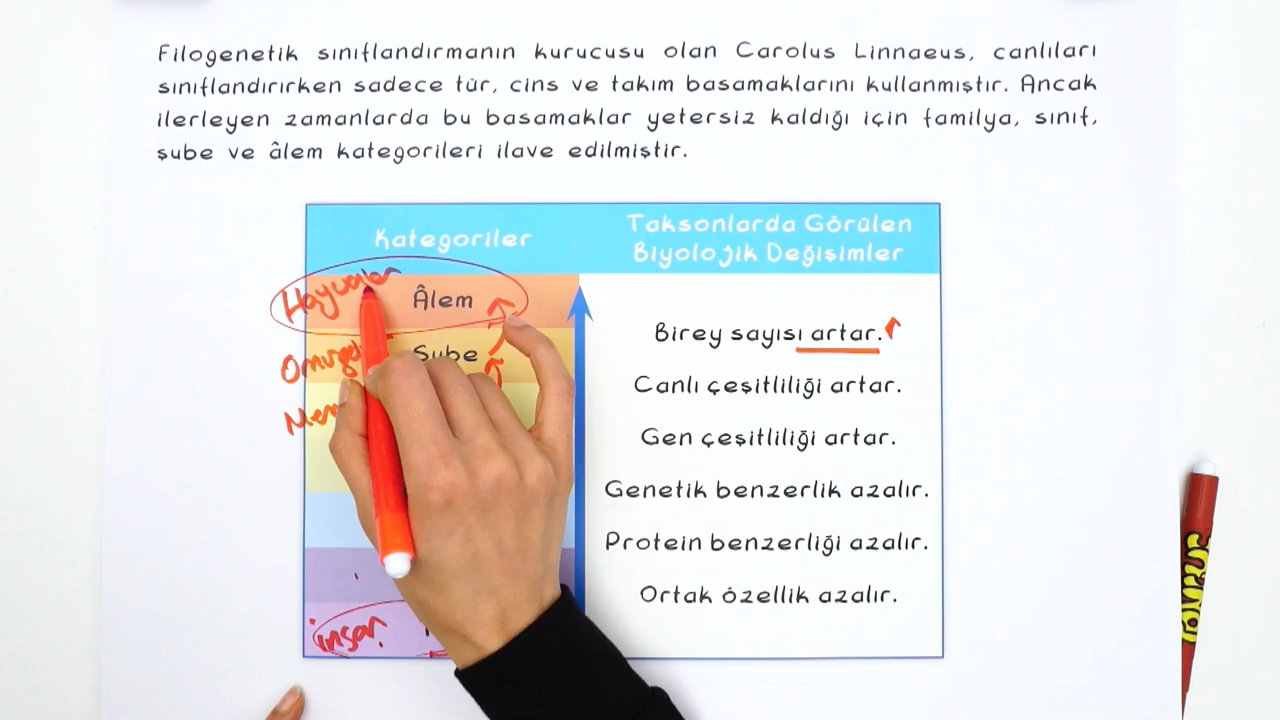 Filogenetik sınıflandırmanın kurucusu olan Carolus Linnaeus, canlıları
sınıflandırırken sadece tür, cins ve takım basamaklarını kullanmıştır. Ancak
ilerleyen zamanlarda bu basamaklar yetersiz kaldığı için familya, sınıf,
şube ve âlem kategorileri ilave edilmiştir.
Kategoriler
Taksonlarda Görülen
Biyolojik Değişimler
Hayvanlar
Âlem
Şube
Birey sayısı artar.
Canlı çeşitliliği artar.
Gen çeşitliliği artar.
Genetik benzerlik azalır.
Protein benzerliği azalır.
Ortak özellik azalır.
insan